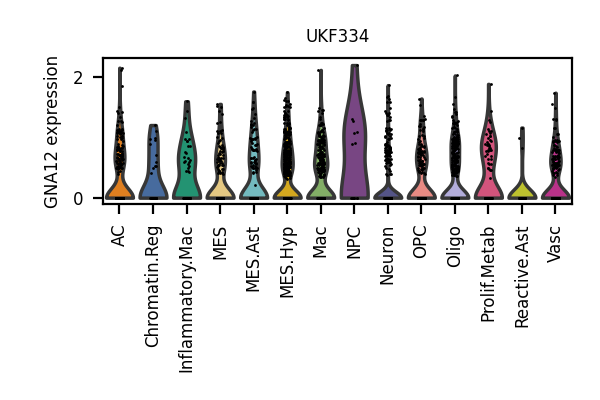 UKF334
GNA12 expression
2
0
AC
Chromatin.Reg
Inflammatory.Mac
MES
MES.Ast
MES.Hyp
Mac
NPC
Neuron
OPC
Oligo
Prolif.Metab
Reactive.Ast
Vasc